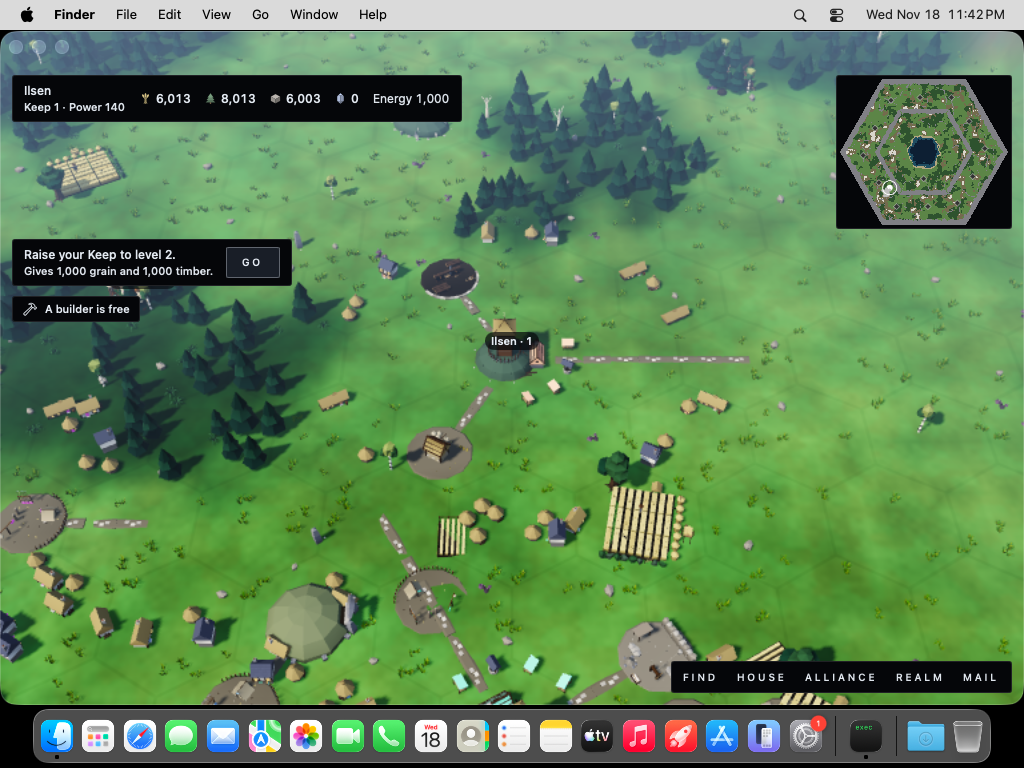 Finder File Edit View Go Window Help Wed Nov 18 11:42 PM
Ilsen
Keep 1 · Power 140
6,013 8,013 6,003 0 Energy 1,000
Raise your Keep to level 2.
Gives 1,000 grain and 1,000 timber.
GO
A builder is free
Ilsen · 1
FIND HOUSE ALLIANCE REALM MAIL
Wed
18
tv
1
exec